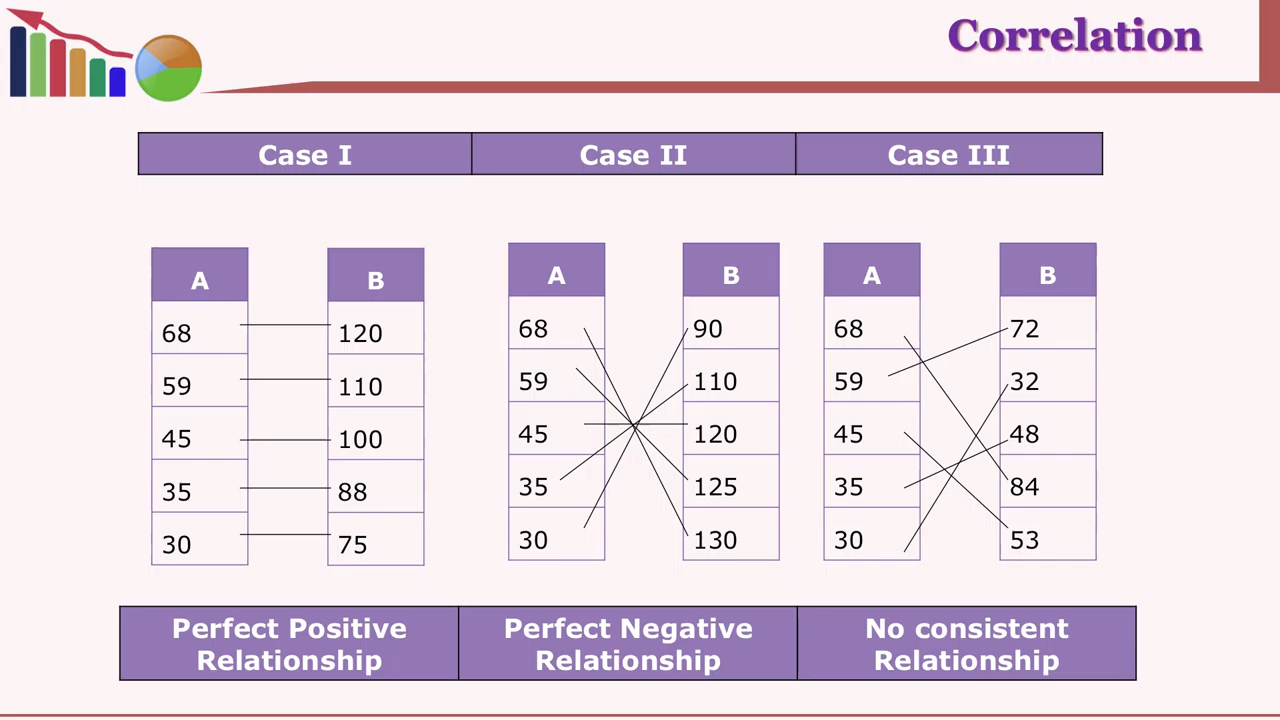 Correlation
Case I Case II Case III
A B A B A B
68 120 68 90 68 72
59 110 59 110 59 32
45 100 45 120 45 48
35 88 35 125 35 84
30 75 30 130 30 53
Perfect Positive Relationship
Perfect Negative Relationship
No consistent Relationship